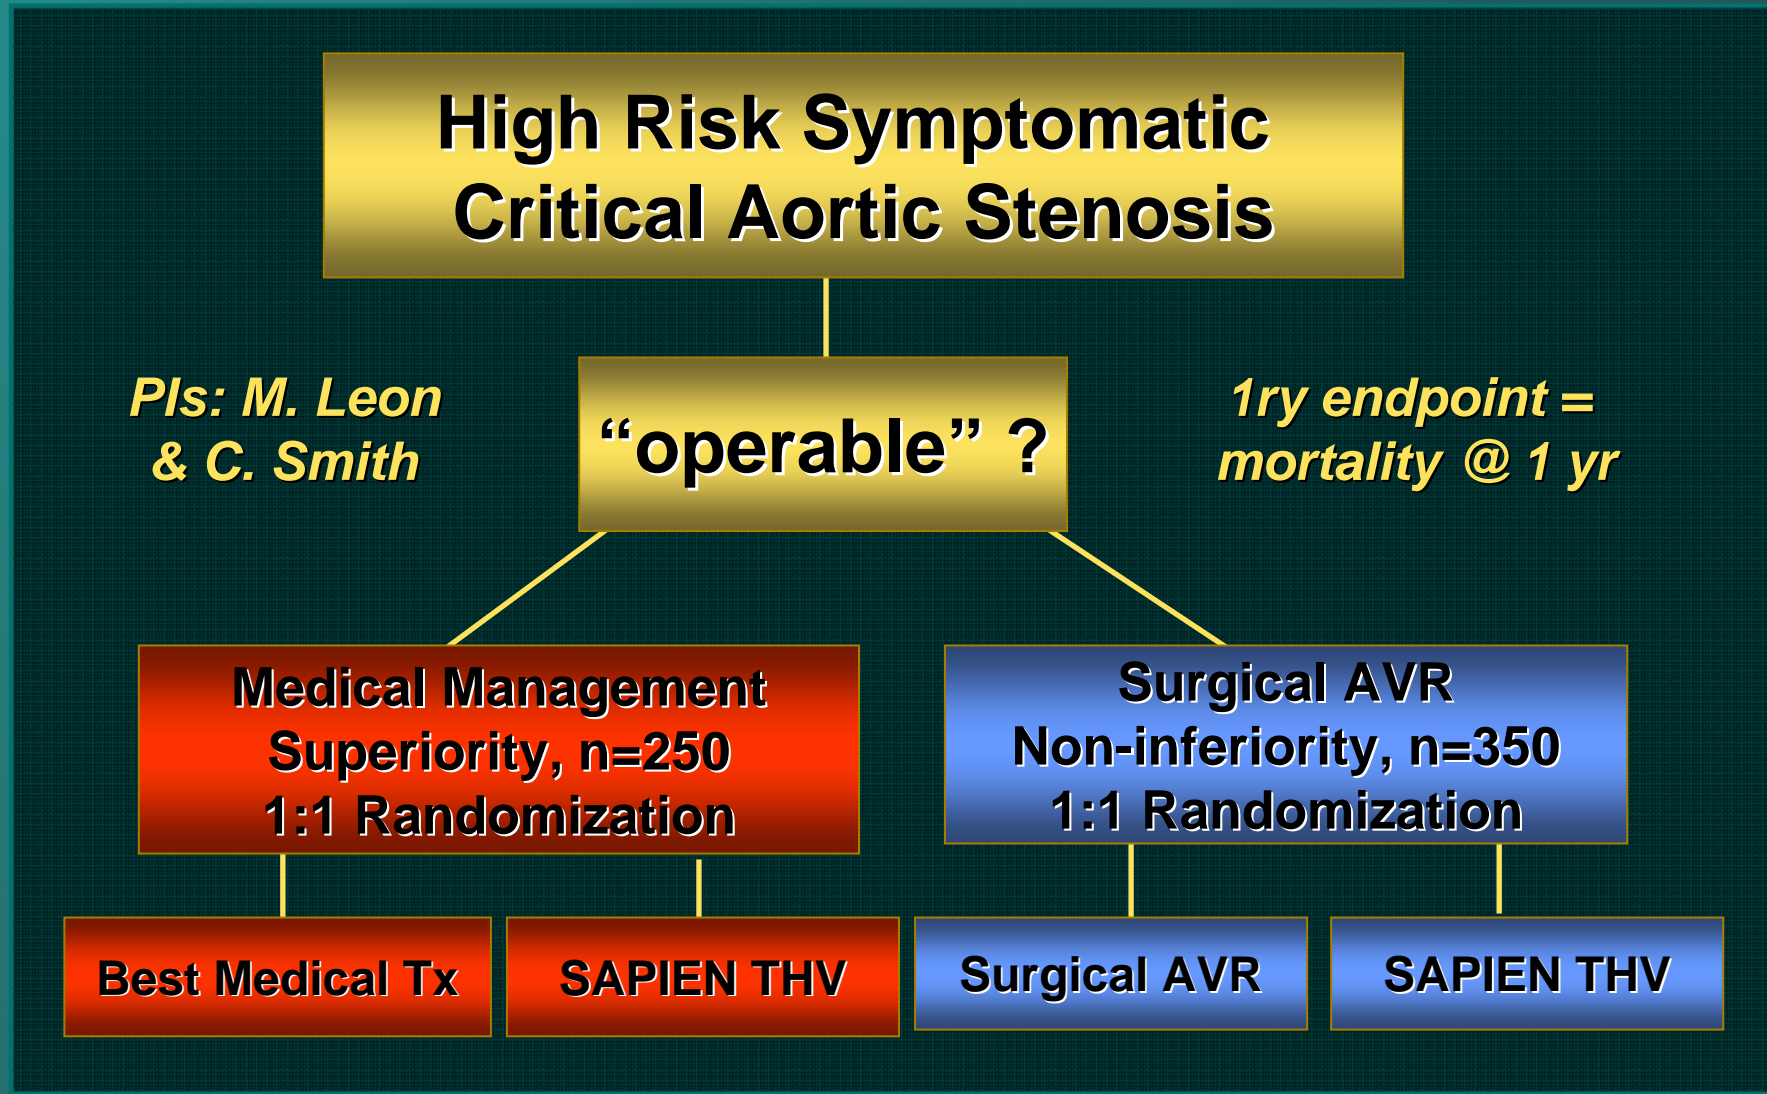 High Risk Symptomatic
Critical Aortic Stenosis
PIs: M. Leon
& C. Smith
“operable” ?
1ry endpoint =
mortality @ 1 yr
Medical Management
Superiority, n=250
1:1 Randomization
Surgical AVR
Non-inferiority, n=350
1:1 Randomization
Best Medical Tx
SAPIEN THV
Surgical AVR
SAPIEN THV